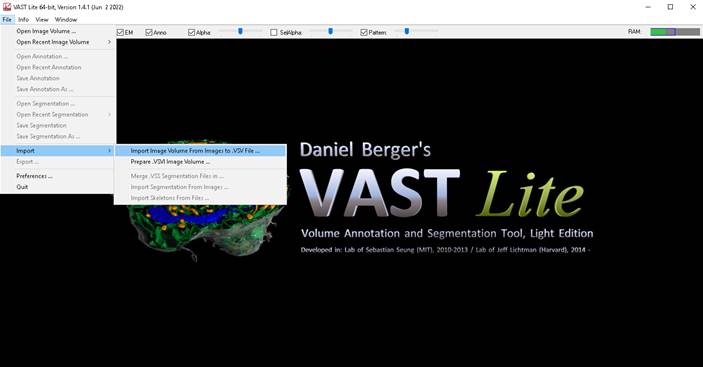 VAST Lite 64-bit, Version 1.4.1 (Jun 2 2022)
File Info View Window
EM Anno Alpha: SelAlpha: Pattern: RAM:
Open Image Volume ...
Open Recent Image Volume
Open Annotation ...
Open Recent Annotation
Save Annotation
Save Annotation As ...
Open Segmentation ...
Open Recent Segmentation
Save Segmentation
Save Segmentation As ...
Import
Export ...
Preferences ...
Quit
Import Image Volume From Images to .VSV File ...
Prepare .VSVI Image Volume ...
Merge .VSS Segmentation Files in ...
Import Segmentation From Images ...
Import Skeletons From Files ...
Daniel Berger's
VAST Lite
Volume Annotation and Segmentation Tool, Light Edition
Developed in: Lab of Sebastian Seung (MIT), 2010-2013 / Lab of Jeff Lichtman (Harvard), 2014 -